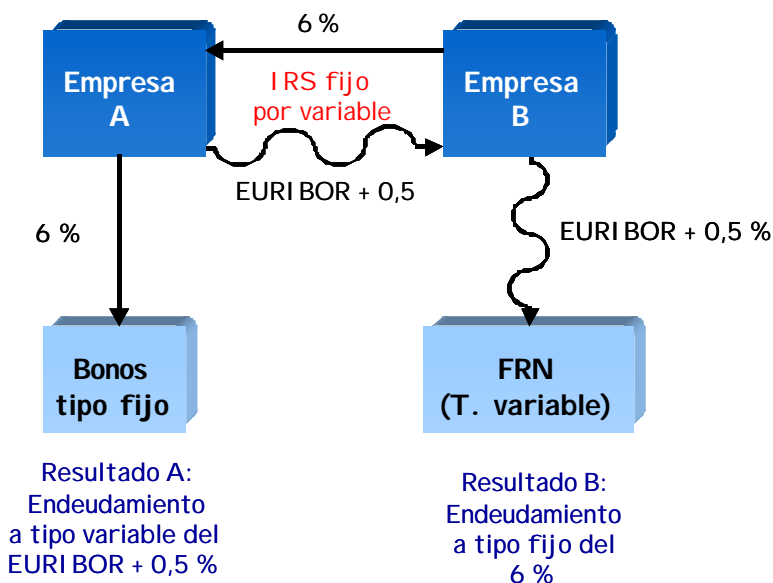 6 %
Empresa
A
IRS fijo
por variable
Empresa
B
EURIBOR + 0,5
6 %
EURIBOR + 0,5 %
Bonos
tipo fijo
FRN
(T. variable)
Resultado A:
Endeudamiento
a tipo variable del
EURIBOR + 0,5 %
Resultado B:
Endeudamiento
a tipo fijo del
6 %